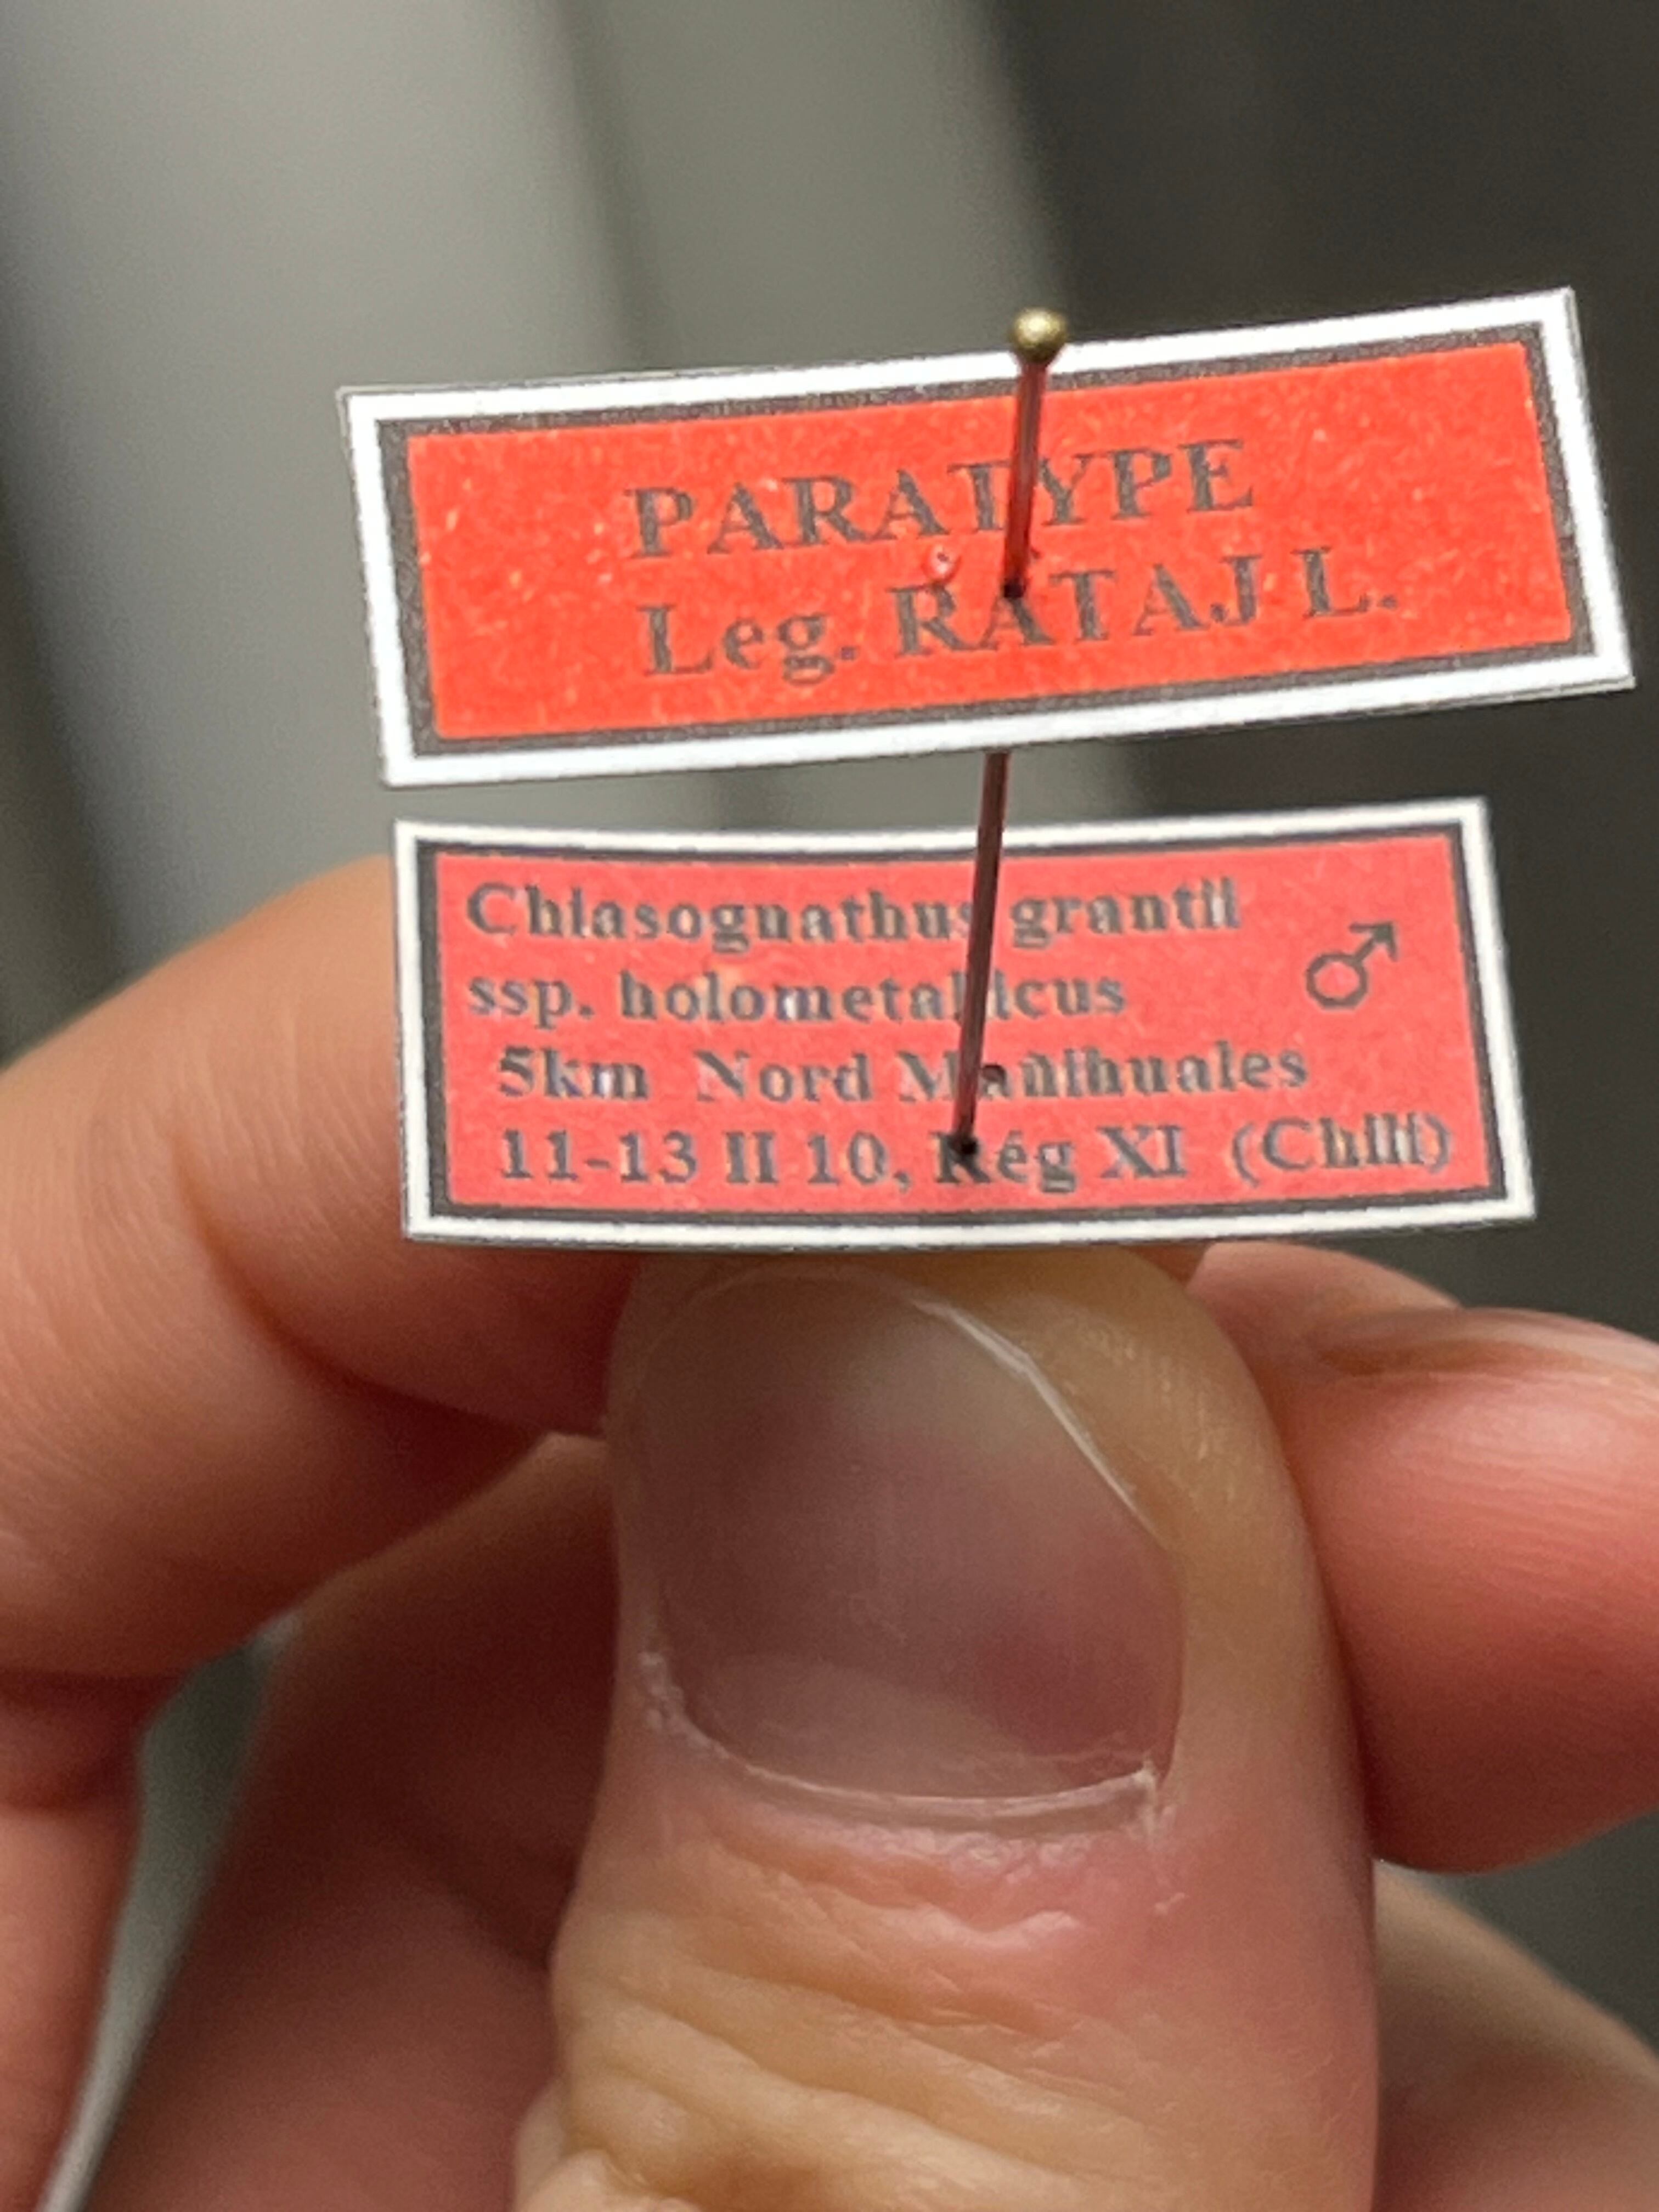 PARATYPE
Leg. RATAJ L.
Chiasognathus grantii ♂
ssp. holometallicus
5km Nord Mañihuales
11-13 II 10, Rég XI (Chili)